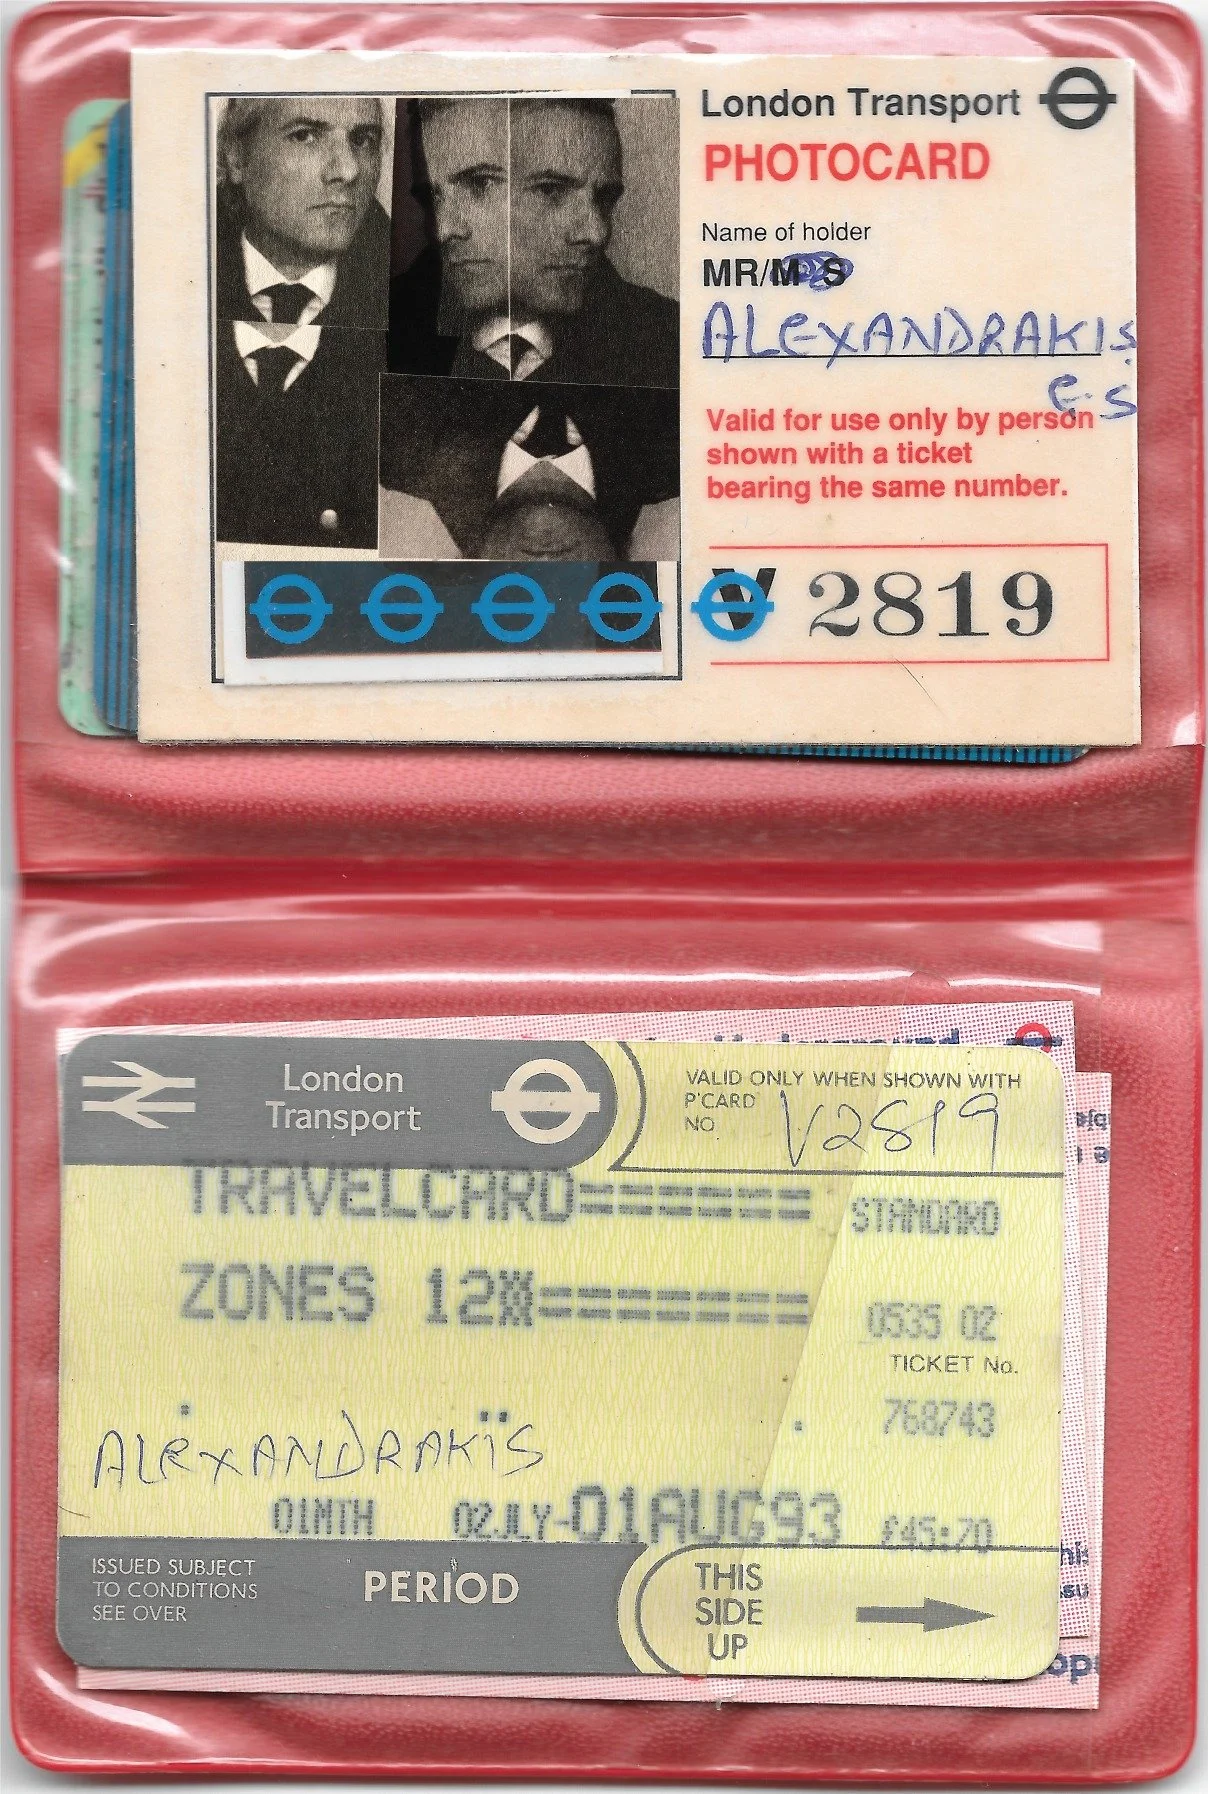 London Transport
PHOTOCARD
Name of holder
MR/M S
ALEXANDRAKIS
E.S
Valid for use only by person
shown with a ticket
bearing the same number.
V 2819
London
Transport
VALID ONLY WHEN SHOWN WITH
P'CARD
NO V2819
TRAVELCARD=======
STANDARD
ZONES 12
0535 02
TICKET No.
768743
ALEXANDRAKIS
01MTH 02JLY-01AUG93 £45:70
ISSUED SUBJECT
TO CONDITIONS
SEE OVER
PERIOD
THIS
SIDE
UP